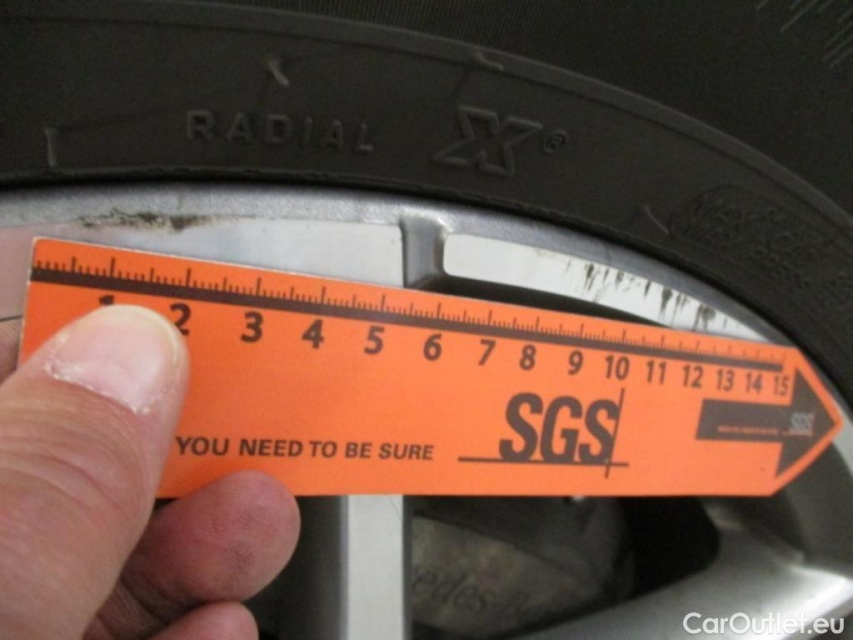 RADIAL X®
1 2 3 4 5 6 7 8 9 10 11 12 13 14 15
SGS
SGS
YOU NEED TO BE SURE
CarOutlet.eu